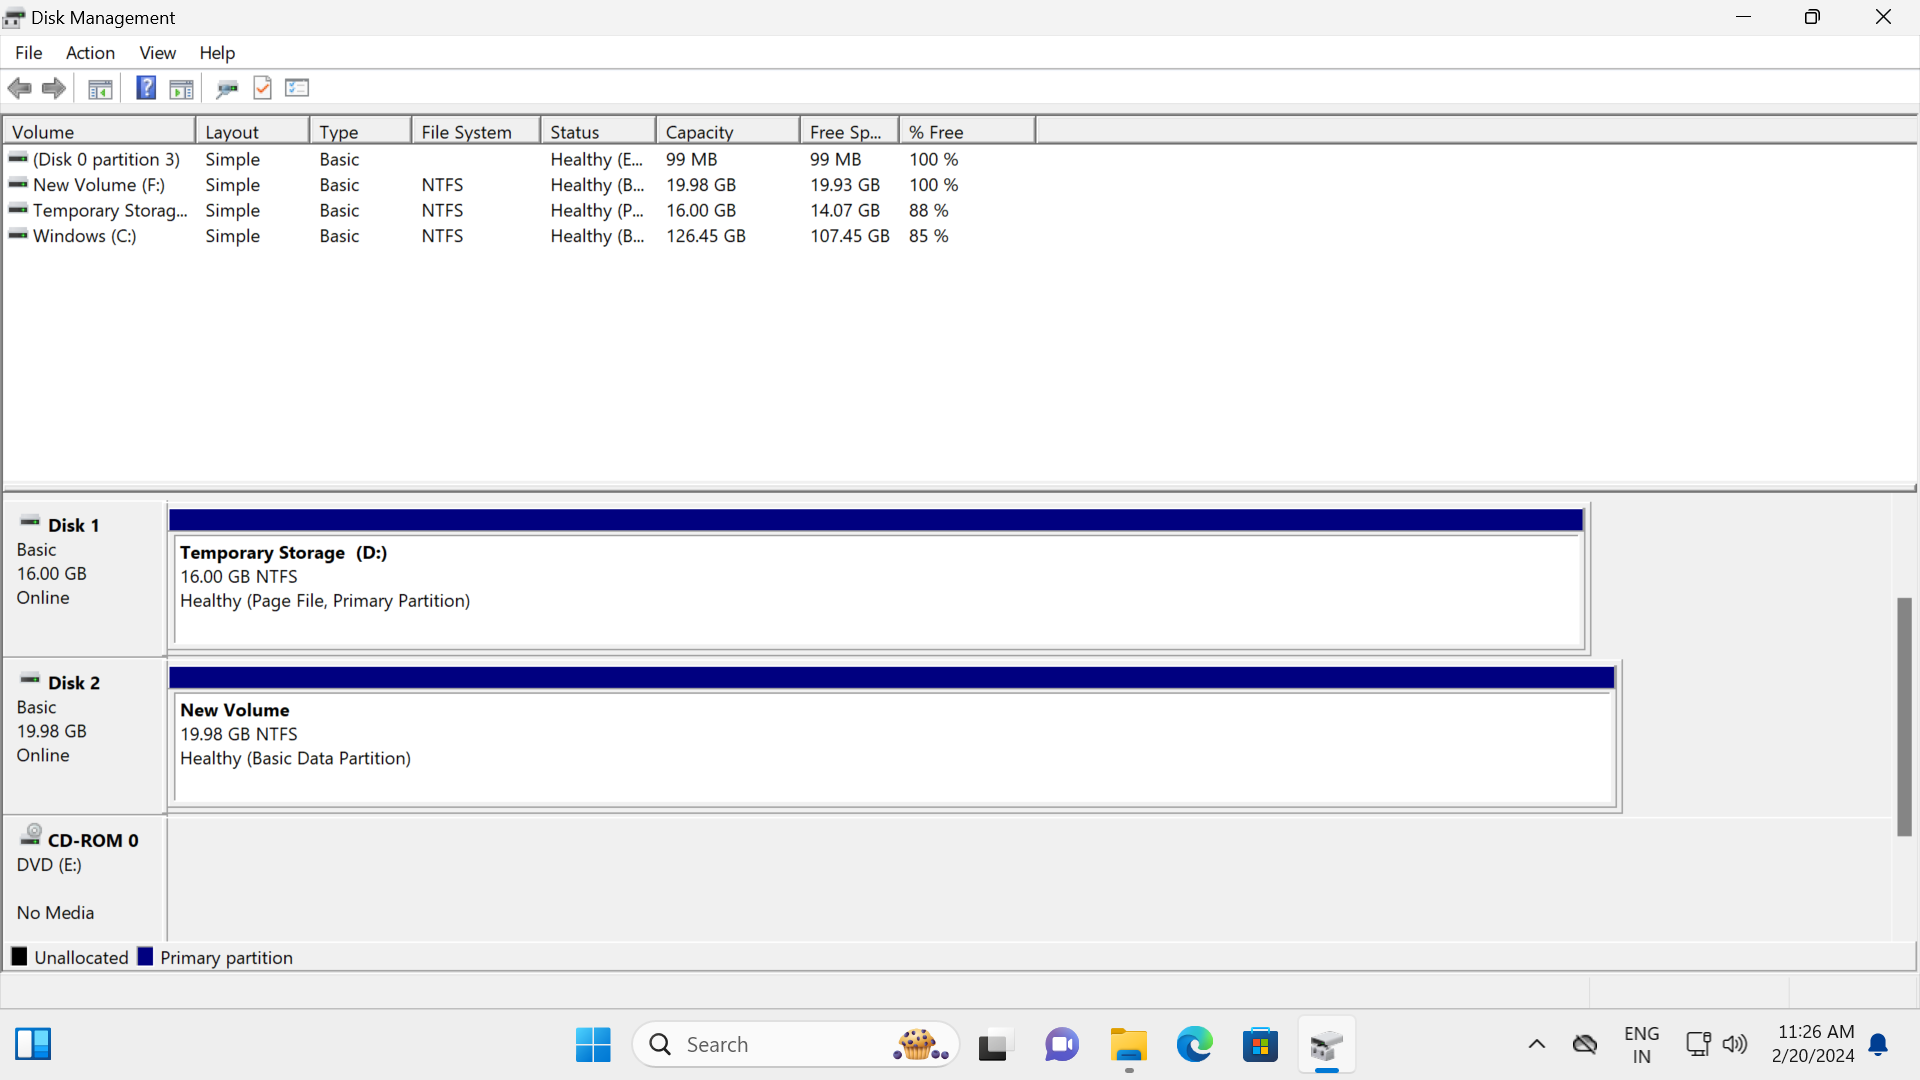 Disk Management
File Action View Help
Volume Layout Type File System Status Capacity Free Sp... % Free
(Disk 0 partition 3) Simple Basic Healthy (E... 99 MB 99 MB 100 %
New Volume (F:) Simple Basic NTFS Healthy (B... 19.98 GB 19.93 GB 100 %
Temporary Storag... Simple Basic NTFS Healthy (P... 16.00 GB 14.07 GB 88 %
Windows (C:) Simple Basic NTFS Healthy (B... 126.45 GB 107.45 GB 85 %
Disk 1
Basic
16.00 GB
Online
Temporary Storage (D:)
16.00 GB NTFS
Healthy (Page File, Primary Partition)
Disk 2
Basic
19.98 GB
Online
New Volume
19.98 GB NTFS
Healthy (Basic Data Partition)
CD-ROM 0
DVD (E:)
No Media
Unallocated Primary partition
Search
ENG
IN
11:26 AM
2/20/2024